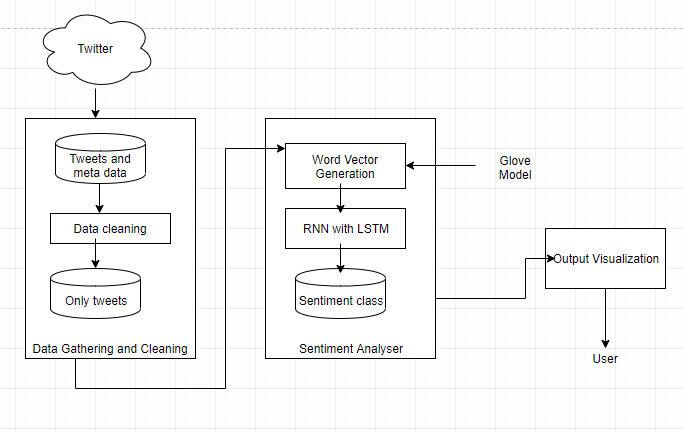 Twitter
Tweets and
meta data
Data cleaning
Only tweets
Data Gathering and Cleaning
Word Vector
Generation
Glove
Model
RNN with LSTM
Sentiment class
Sentiment Analyser
Output Visualization
User